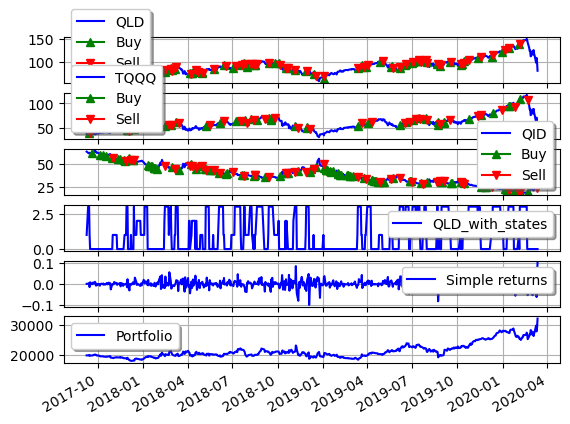 QLD
Buy
Sell
150
100
TQQQ
Buy
Sell
100
50
QID
Buy
Sell
50
25
QLD_with_states
2.5
0.0
Simple returns
0.1
0.0
−0.1
Portfolio
30000
20000
2017-10
2018-01
2018-04
2018-07
2018-10
2019-01
2019-04
2019-07
2019-10
2020-01
2020-04